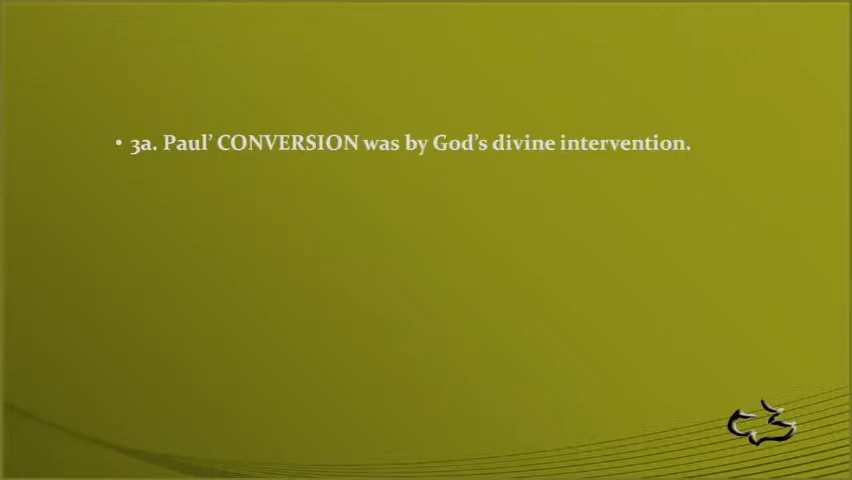 • 3a. Paul’ CONVERSION was by God’s divine intervention.